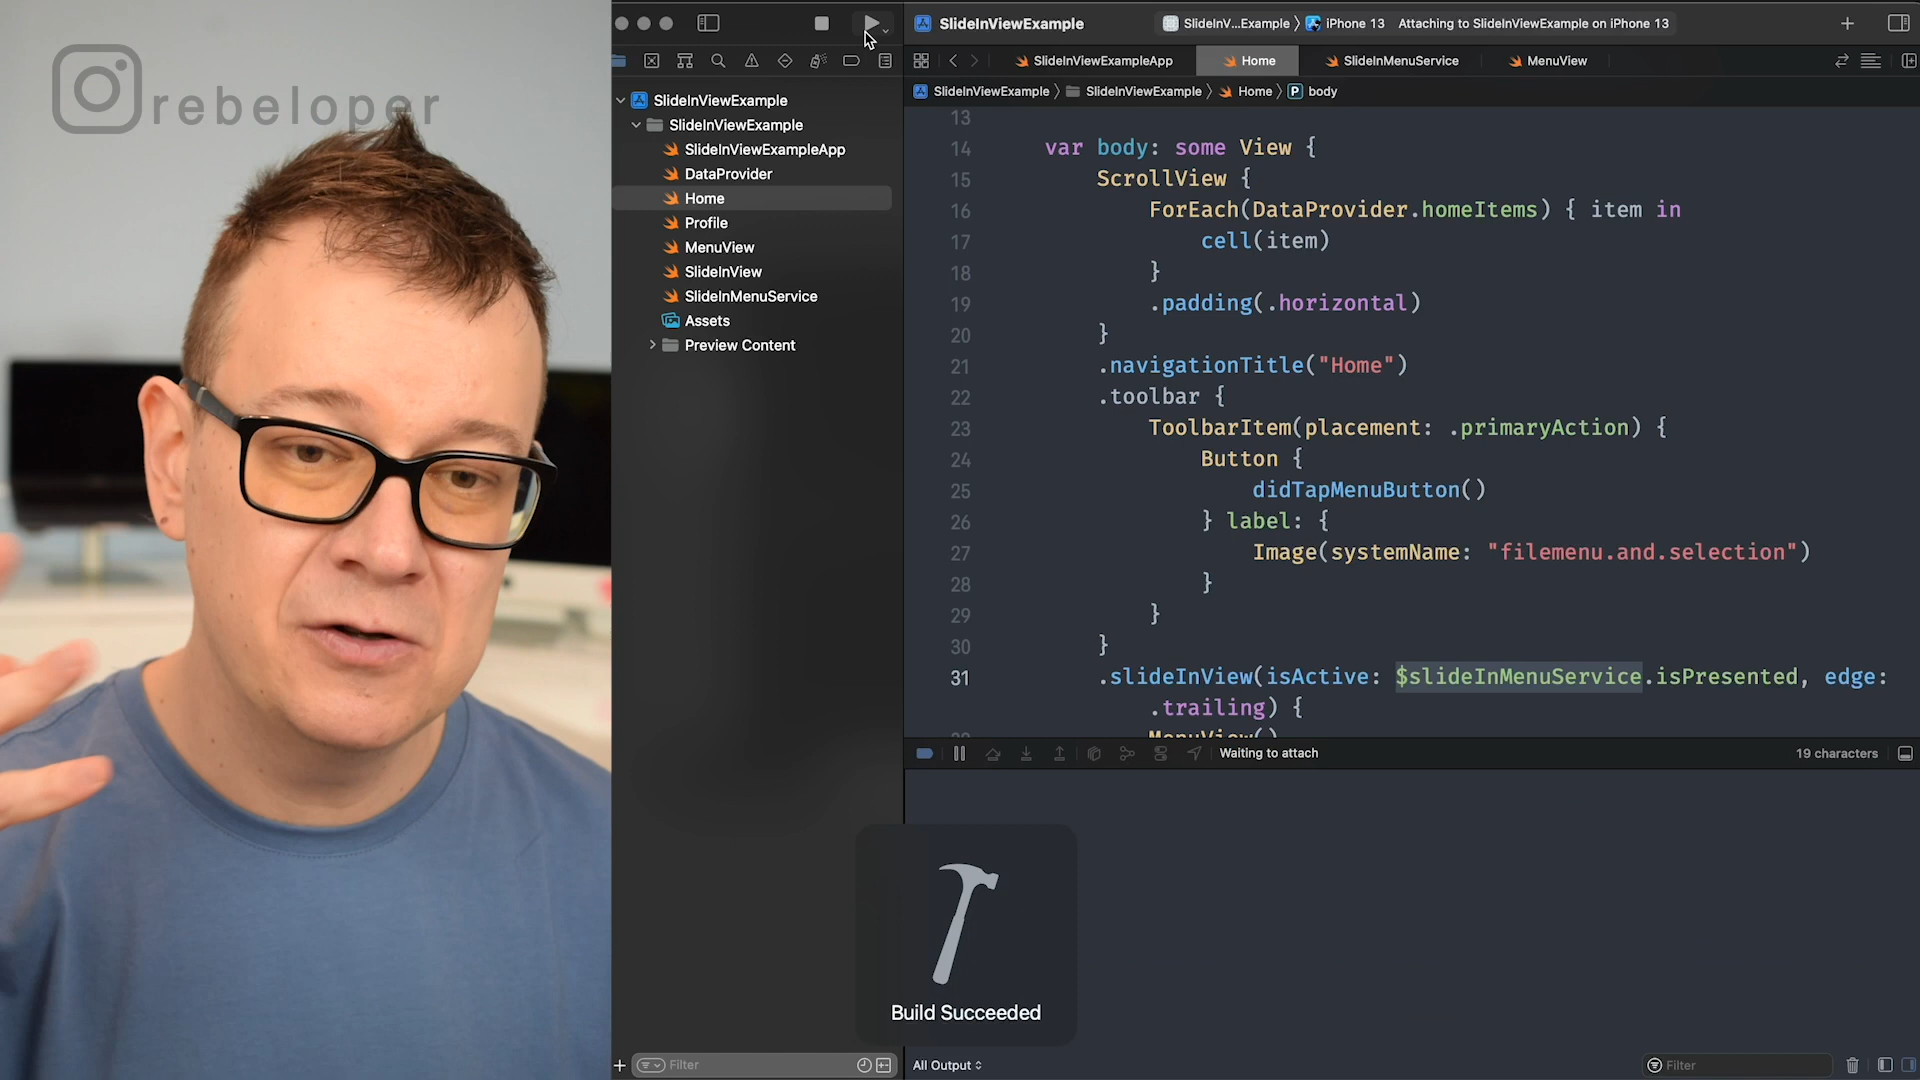 rebeloper
SlideInViewExample
SlideInV...Example
iPhone 13
Attaching to SlideInViewExample on iPhone 13
SlideInViewExampleApp
Home
SlideInMenuService
MenuView
SlideInViewExample
SlideInViewExample
Home
body
SlideInViewExample
SlideInViewExample
SlideInViewExampleApp
DataProvider
Home
Profile
MenuView
SlideInView
SlideInMenuService
Assets
Preview Content
13
14 var body: some View {
15 ScrollView {
16 ForEach(DataProvider.homeItems) { item in
17 cell(item)
18 }
19 .padding(.horizontal)
20 }
21 .navigationTitle("Home")
22 .toolbar {
23 ToolbarItem(placement: .primaryAction) {
24 Button {
25 didTapMenuButton()
26 } label: {
27 Image(systemName: "filemenu.and.selection")
28 }
29 }
30 }
31 .slideInView(isActive: $slideInMenuService.isPresented, edge:
.trailing) {
MenuView()
Waiting to attach
19 characters
Build Succeeded
Filter
All Output
Filter